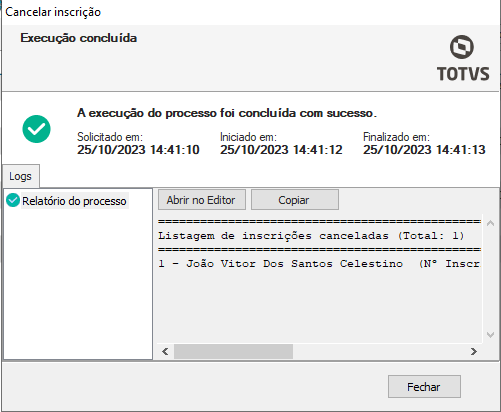 Cancelar inscrição
Execução concluída
TOTVS
A execução do processo foi concluída com sucesso.
Solicitado em: Iniciado em: Finalizado em:
25/10/2023 14:41:10 25/10/2023 14:41:12 25/10/2023 14:41:13
Logs
Relatório do processo
Abrir no Editor Copiar
================================================
Listagem de inscrições canceladas (Total: 1)
================================================
1 - João Vitor Dos Santos Celestino (Nº Inscr
Fechar